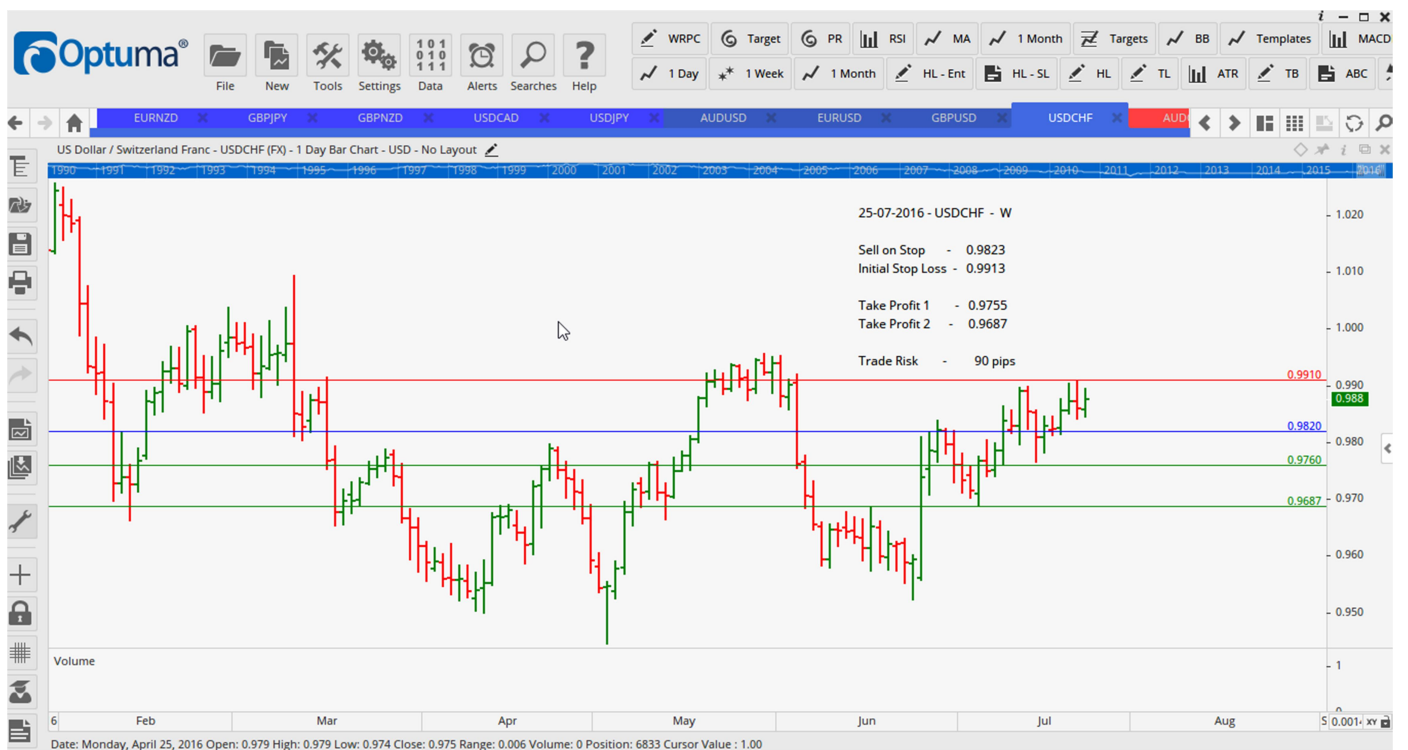 i
Optuma®
File New Tools Settings Data Alerts Searches Help
101
010
111
WRPC Target PR RSI MA 1 Month Targets BB Templates MACD
1 Day 1 Week 1 Month HL - Ent HL - SL HL TL ATR TB ABC
EURNZD GBPJPY GBPNZD USDCAD USDJPY AUDUSD EURUSD GBPUSD USDCHF AUD
US Dollar / Switzerland Franc - USDCHF (FX) - 1 Day Bar Chart - USD - No Layout
1990 1991 1992 1993 1994 1995 1996 1997 1998 1999 2000 2001 2002 2003 2004 2005 2006 2007 2008 2009 2010 2011 2012 2013 2014 2015 2016
25-07-2016 - USDCHF - W
Sell on Stop - 0.9823
Initial Stop Loss - 0.9913
Take Profit 1 - 0.9755
Take Profit 2 - 0.9687
Trade Risk - 90 pips
1.020
1.010
1.000
0.9910
0.990
0.988
0.9820
0.980
0.9760
0.970
0.9687
0.960
0.950
Volume
1
0
6 Feb Mar Apr May Jun Jul Aug S 0.001 XY
Date: Monday, April 25, 2016 Open: 0.979 High: 0.979 Low: 0.974 Close: 0.975 Range: 0.006 Volume: 0 Position: 6833 Cursor Value : 1.00